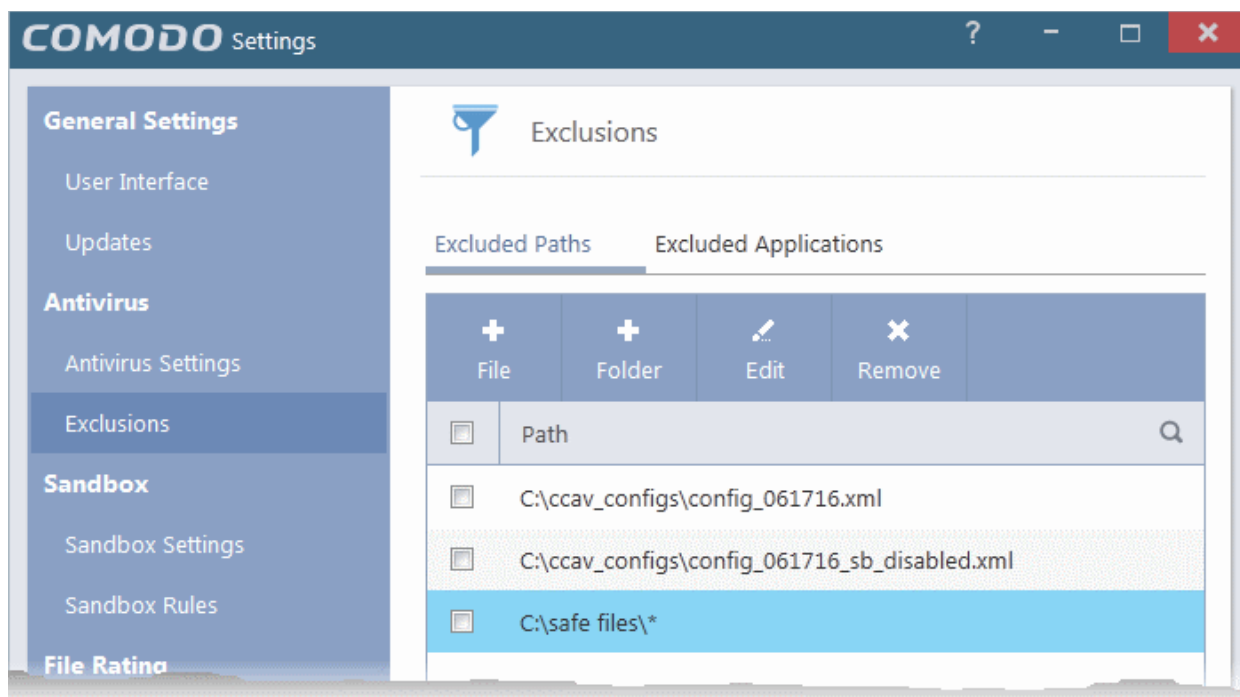 COMODO Settings
?
General Settings
User Interface
Updates
Antivirus
Antivirus Settings
Exclusions
Sandbox
Sandbox Settings
Sandbox Rules
File Rating
Exclusions
Excluded Paths Excluded Applications
File Folder Edit Remove
Path
C:\ccav_configs\config_061716.xml
C:\ccav_configs\config_061716_sb_disabled.xml
C:\safe files\*